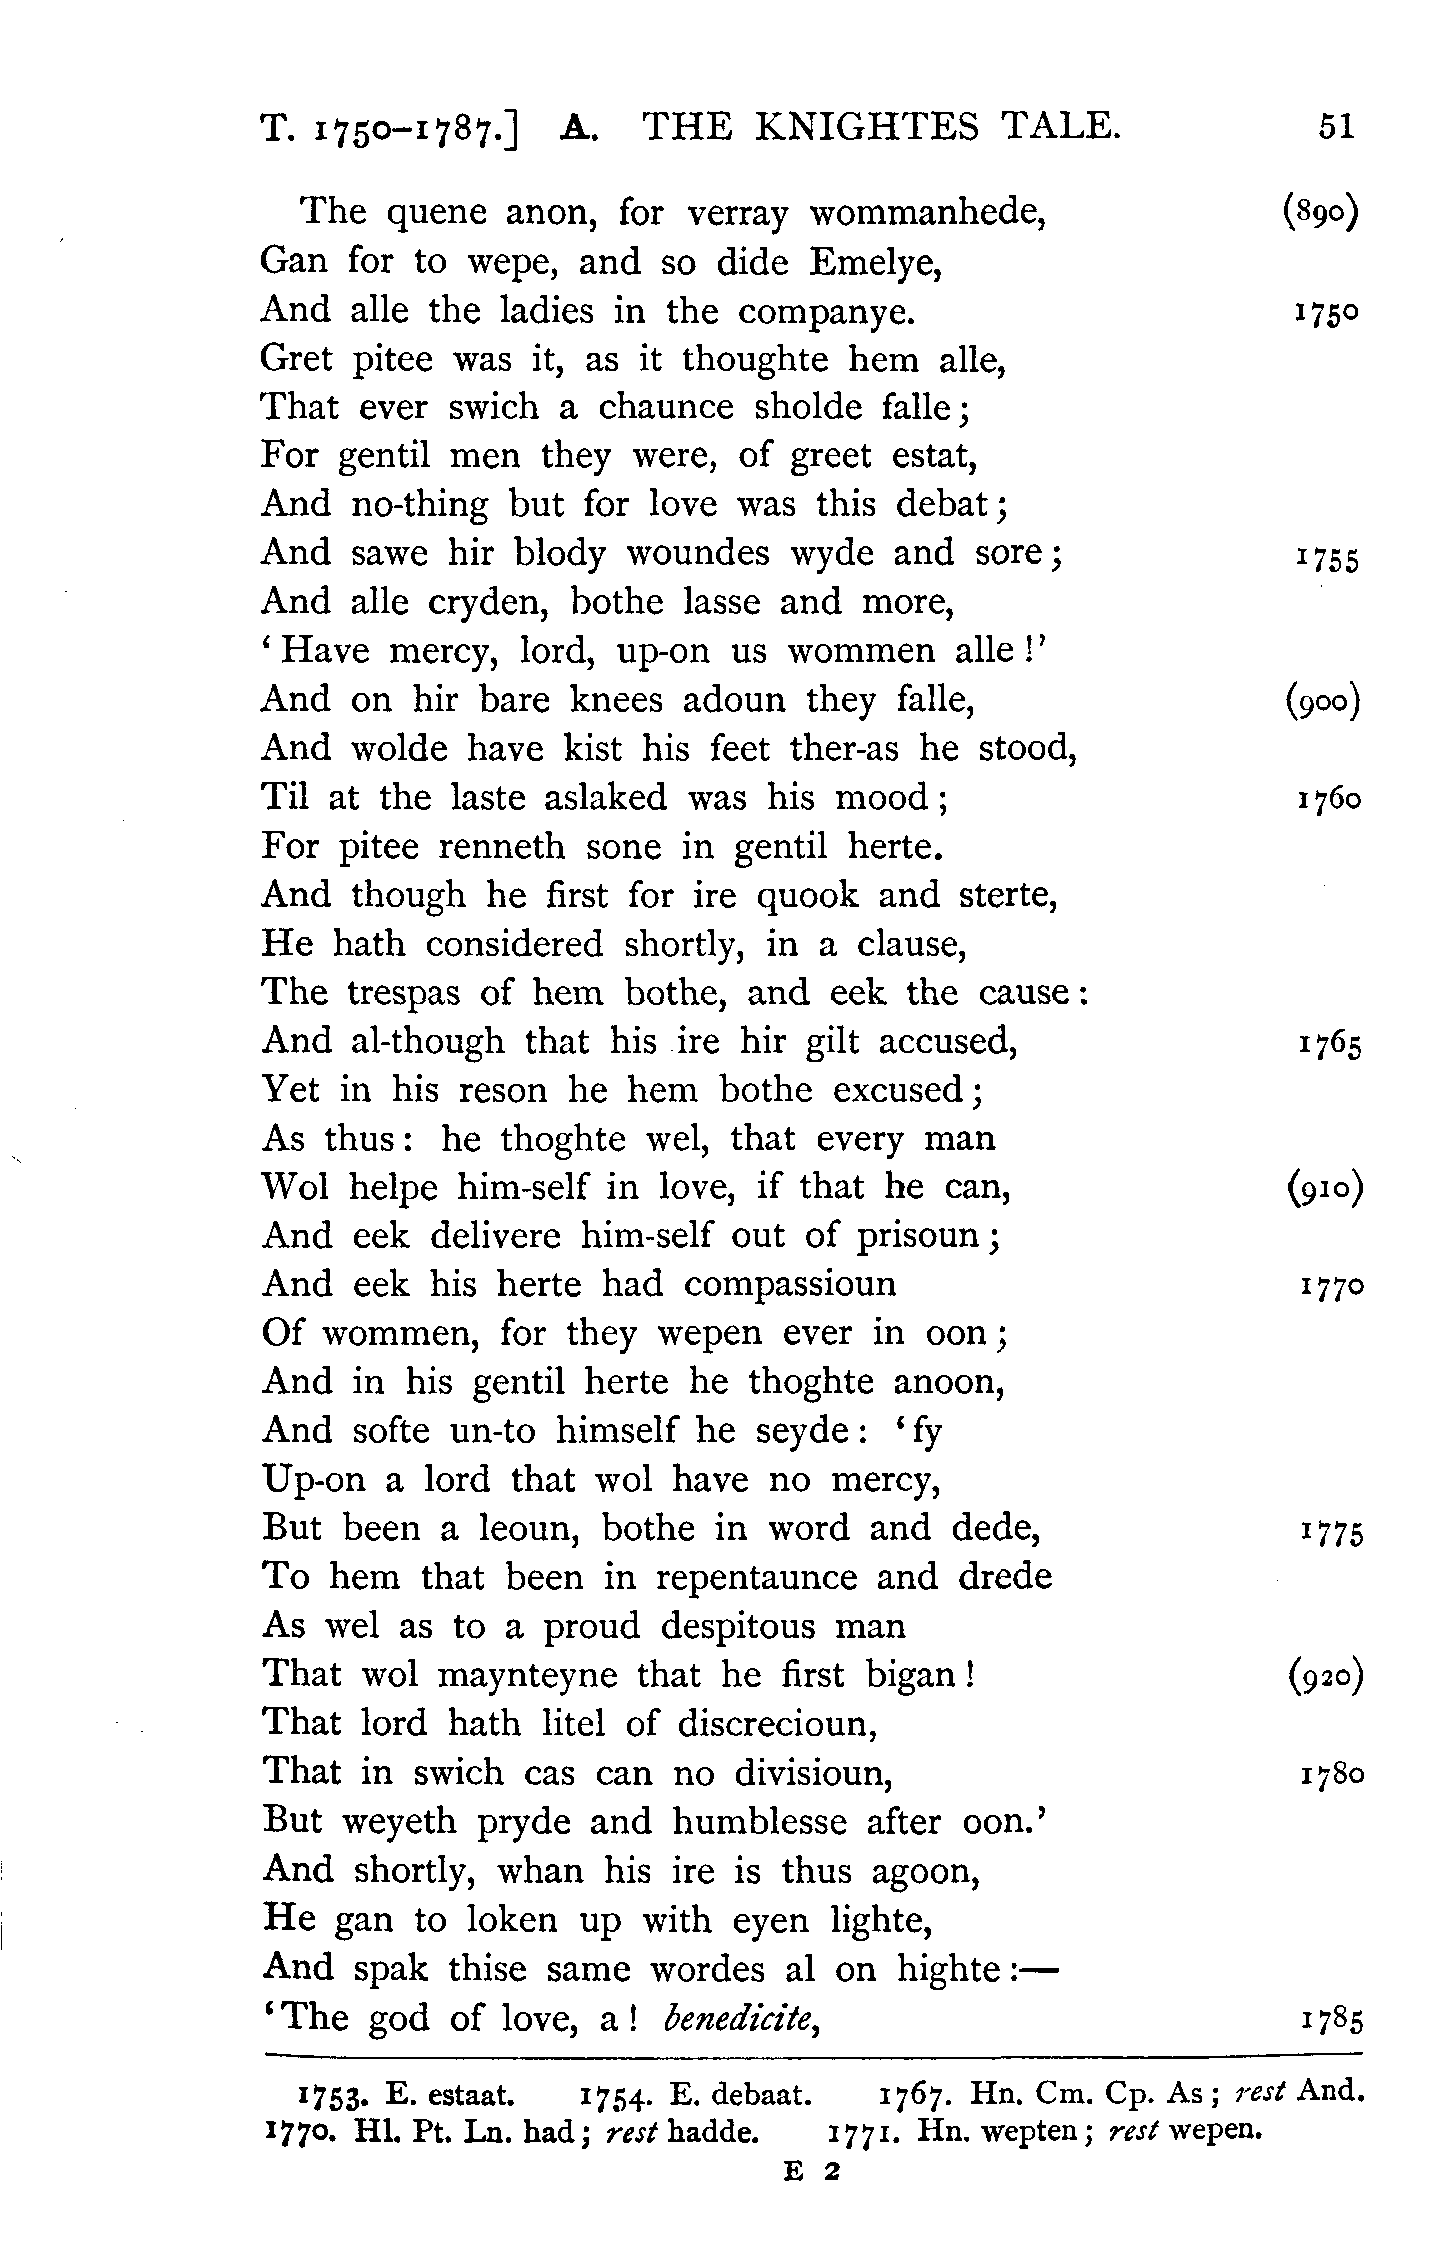 T. 1750–1787.] A. THE KNIGHTES TALE. 51
The quene anon, for verray wommanhede, (890)
Gan for to wepe, and so dide Emelye,
And alle the ladies in the companye. 1750
Gret pitee was it, as it thoughte hem alle,
That ever swich a chaunce sholde falle;
For gentil men they were, of greet estat,
And no-thing but for love was this debat;
And sawe hir blody woundes wyde and sore; 1755
And alle cryden, bothe lasse and more,
‘Have mercy, lord, up-on us wommen alle!’
And on hir bare knees adoun they falle, (900)
And wolde have kist his feet ther-as he stood,
Til at the laste aslaked was his mood; 1760
For pitee renneth sone in gentil herte.
And though he first for ire quook and sterte,
He hath considered shortly, in a clause,
The trespas of hem bothe, and eek the cause:
And al-though that his ire hir gilt accused, 1765
Yet in his reson he hem bothe excused;
As thus: he thoghte wel, that every man
Wol helpe him-self in love, if that he can, (910)
And eek delivere him-self out of prisoun;
And eek his herte had compassioun 1770
Of wommen, for they wepen ever in oon;
And in his gentil herte he thoghte anoon,
And softe un-to himself he seyde: ‘fy
Up-on a lord that wol have no mercy,
But been a leoun, bothe in word and dede, 1775
To hem that been in repentaunce and drede
As wel as to a proud despitous man
That wol maynteyne that he first bigan! (920)
That lord hath litel of discrecioun,
That in swich cas can no divisioun, 1780
But weyeth pryde and humblesse after oon.’
And shortly, whan his ire is thus agoon,
He gan to loken up with eyen lighte,
And spak thise same wordes al on highte:—
‘The god of love, a! benedicite, 1785
1753. E. estaat. 1754. E. debaat. 1767. Hn. Cm. Cp. As; rest And.
1770. Hl. Pt. Ln. had; rest hadde. 1771. Hn. wepten; rest wepen.
E 2